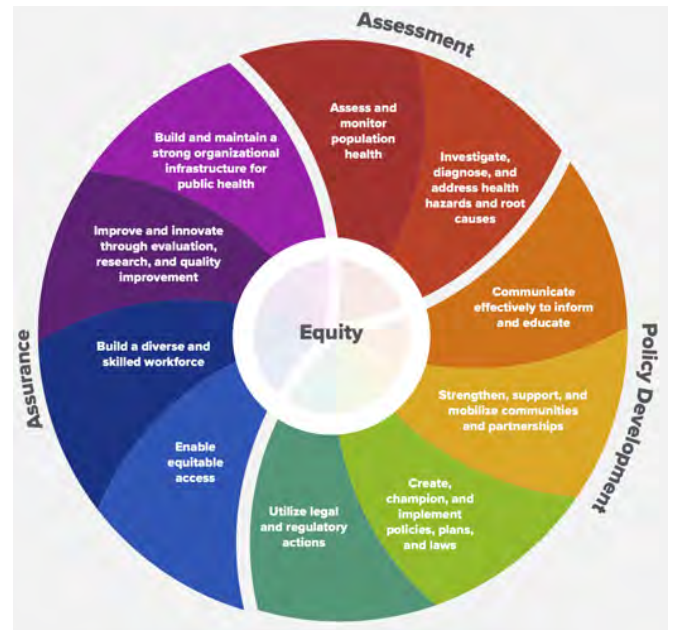 Assessment
Assess and
monitor
population
health
Investigate,
diagnose, and
address health
hazards and root
causes
Policy Development
Communicate
effectively to inform
and educate
Strengthen, support, and
mobilize communities
and partnerships
Create,
champion, and
implement
policies, plans,
and laws
Utilize legal
and regulatory
actions
Assurance
Enable
equitable
access
Build a diverse and
skilled workforce
Improve and innovate
through evaluation,
research, and quality
improvement
Build and maintain a
strong organizational
infrastructure for
public health
Equity